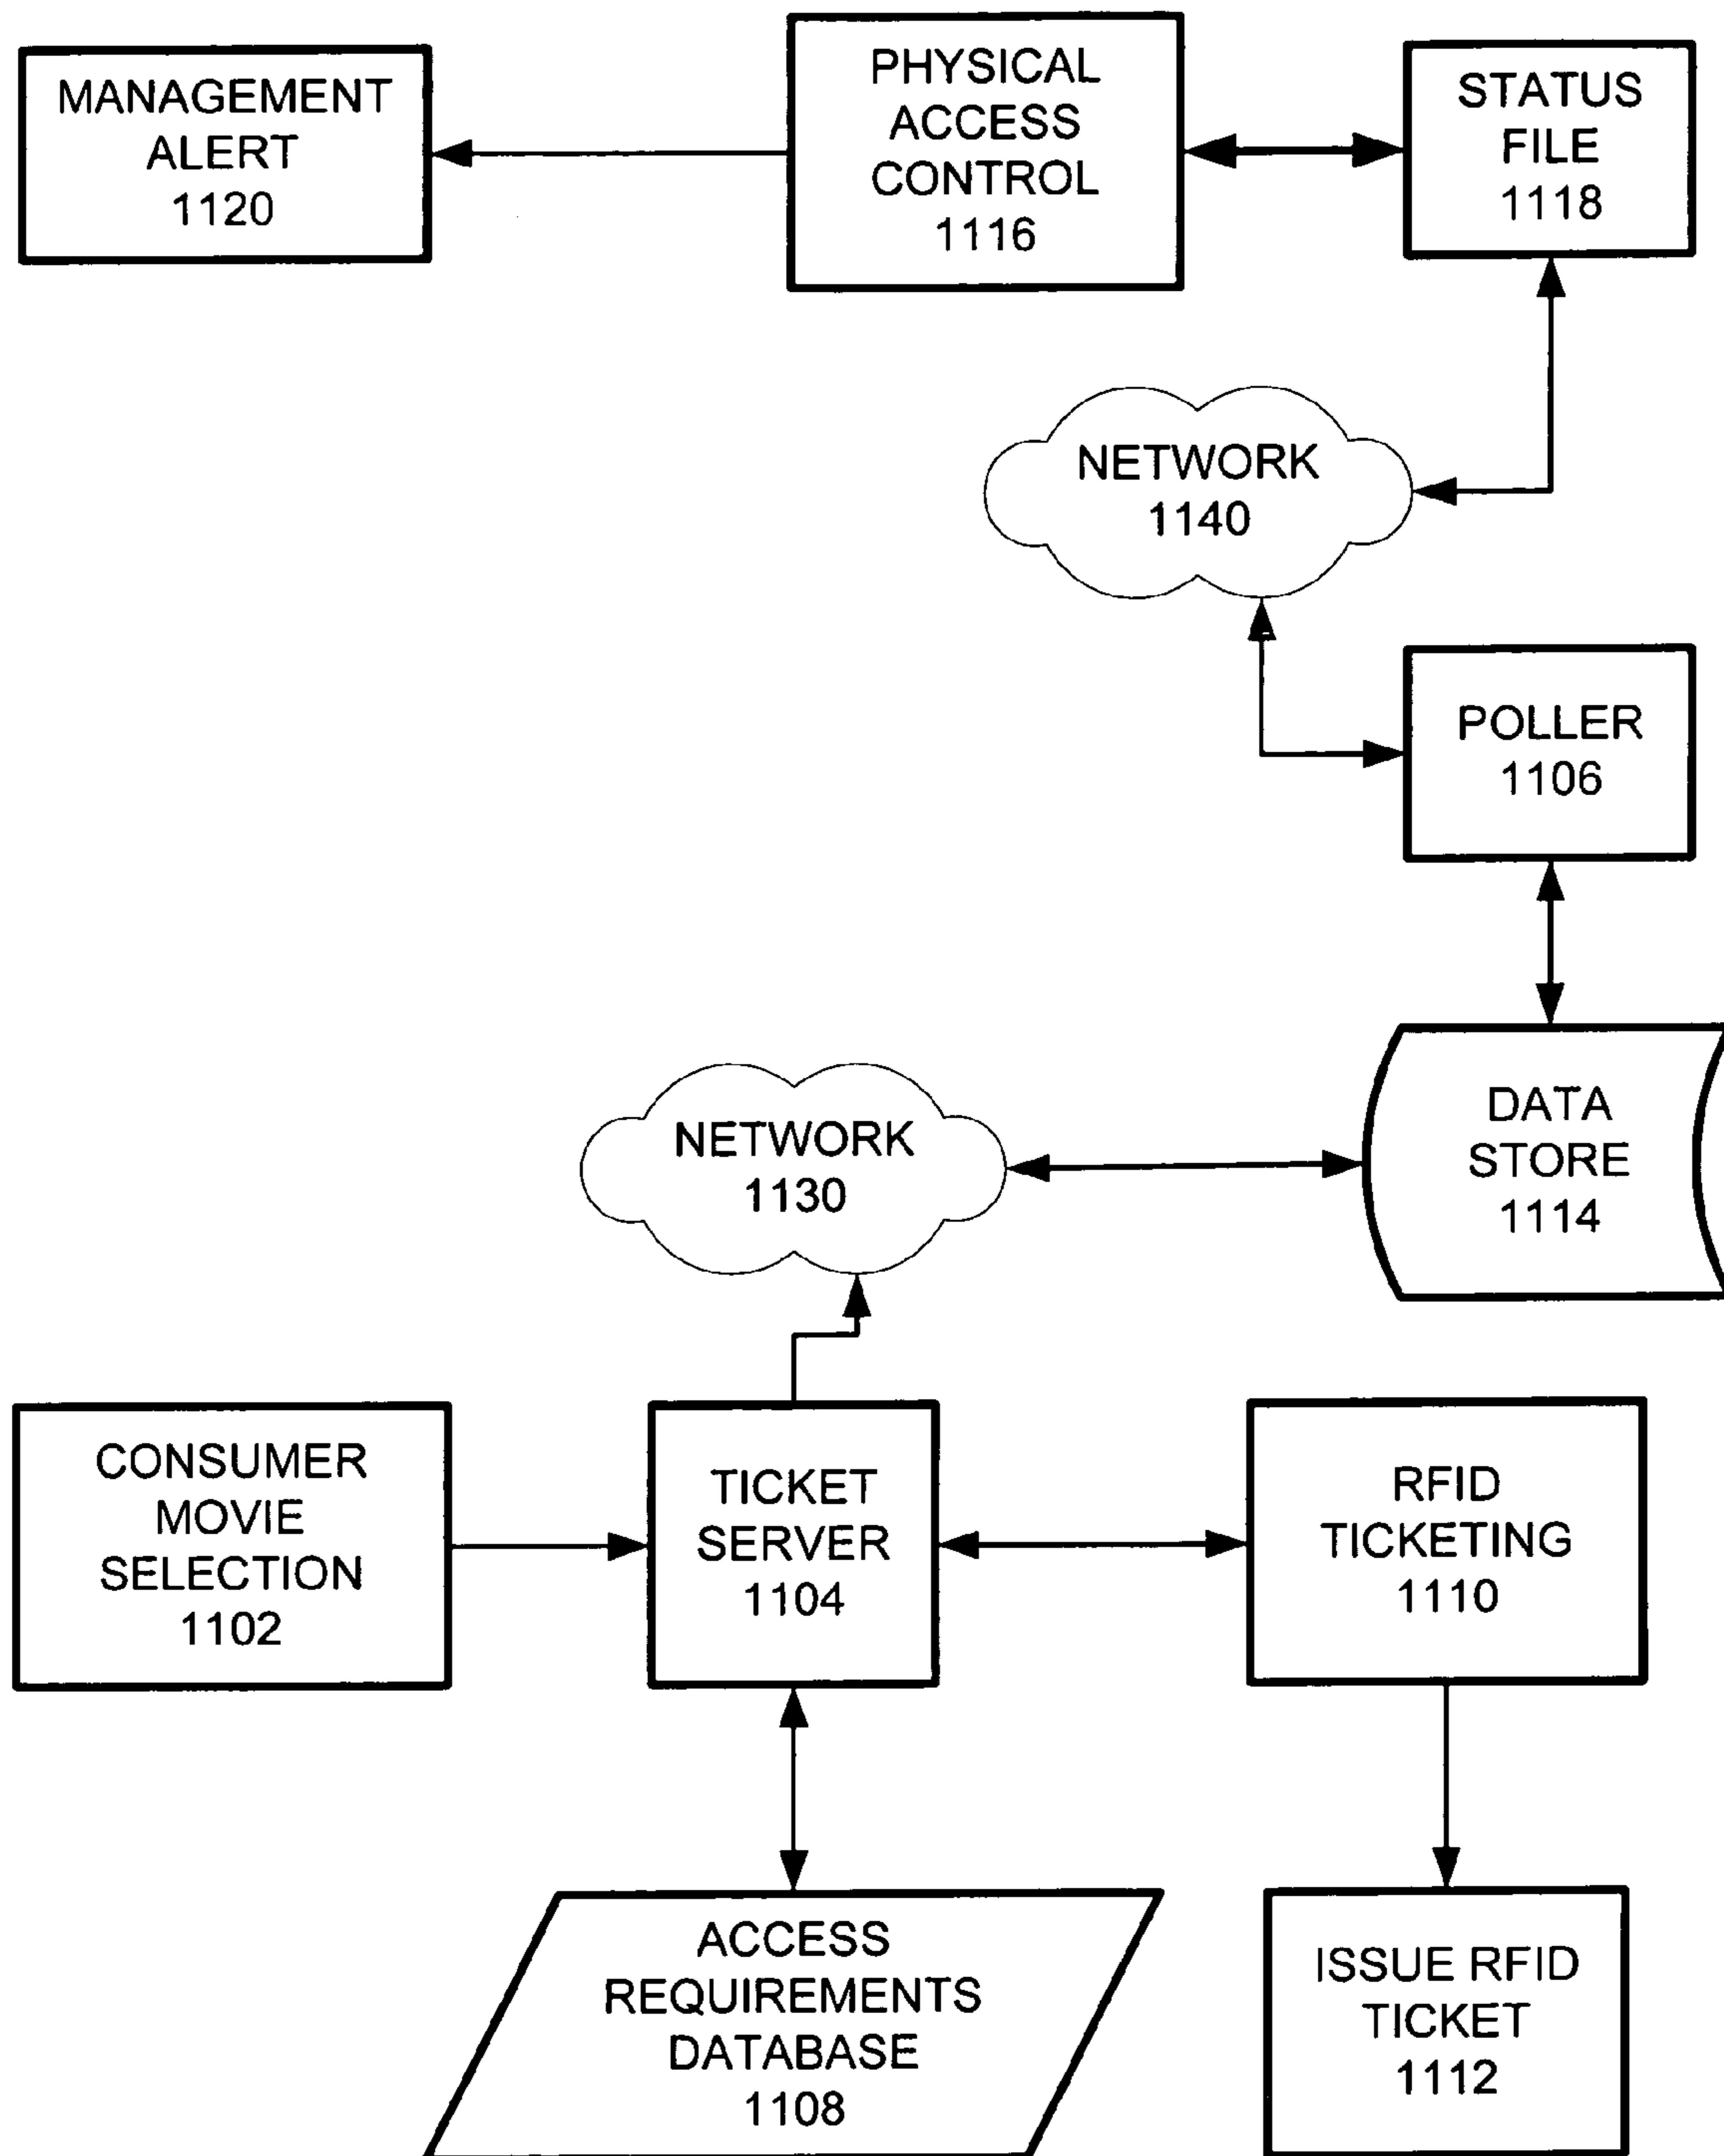 MANAGEMENT
ALERT
1120
PHYSICAL
ACCESS
CONTROL
1116
STATUS
FILE
1118
NETWORK
1140
POLLER
1106
NETWORK
1130
DATA
STORE
1114
CONSUMER
MOVIE
SELECTION
1102
TICKET
SERVER
1104
RFID
TICKETING
1110
ACCESS
REQUIREMENTS
DATABASE
1108
ISSUE RFID
TICKET
1112